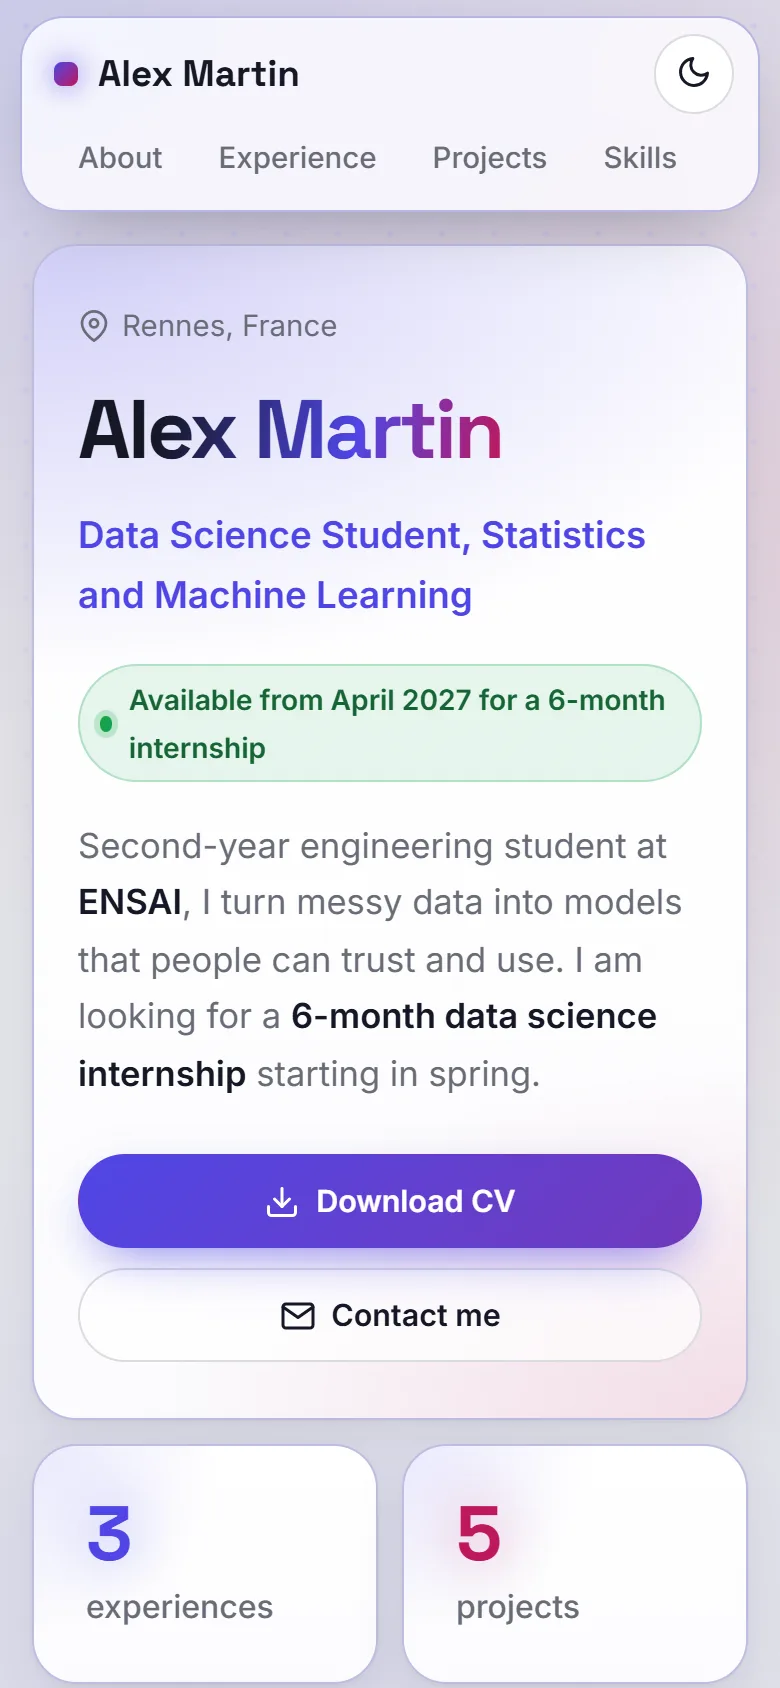 Alex Martin
About Experience Projects Skills
Rennes, France
Alex Martin
Data Science Student, Statistics
and Machine Learning
Available from April 2027 for a 6-month
internship
Second-year engineering student at
ENSAI, I turn messy data into models
that people can trust and use. I am
looking for a 6-month data science
internship starting in spring.
Download CV
Contact me
3
experiences
5
projects